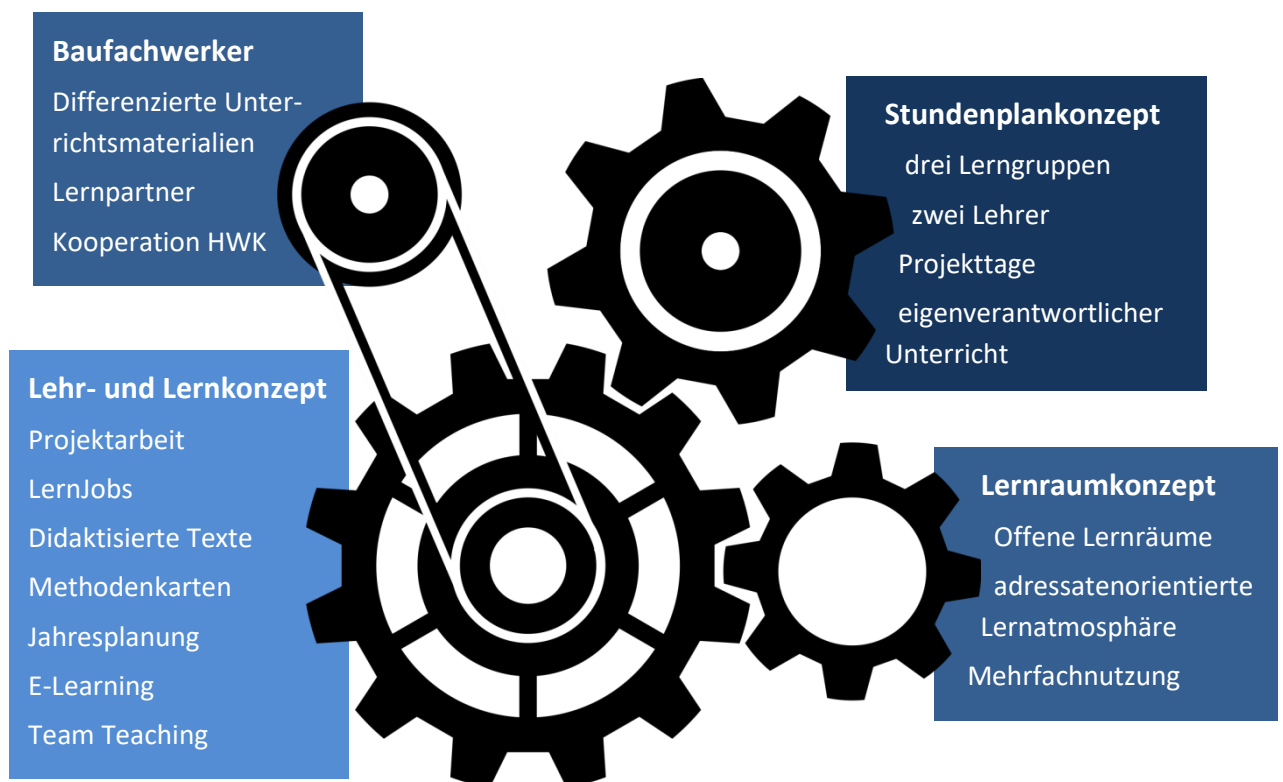 Baufachwerker
Differenzierte Unter-
richtsmaterialien
Lernpartner
Kooperation HWK
Stundenplankonzept
drei Lerngruppen
zwei Lehrer
Projekttage
eigenverantwortlicher
Unterricht
Lehr- und Lernkonzept
Projektarbeit
LernJobs
Didaktisierte Texte
Methodenkarten
Jahresplanung
E-Learning
Team Teaching
Lernraumkonzept
Offene Lernräume
adressatenorientierte
Lernatmosphäre
Mehrfachnutzung